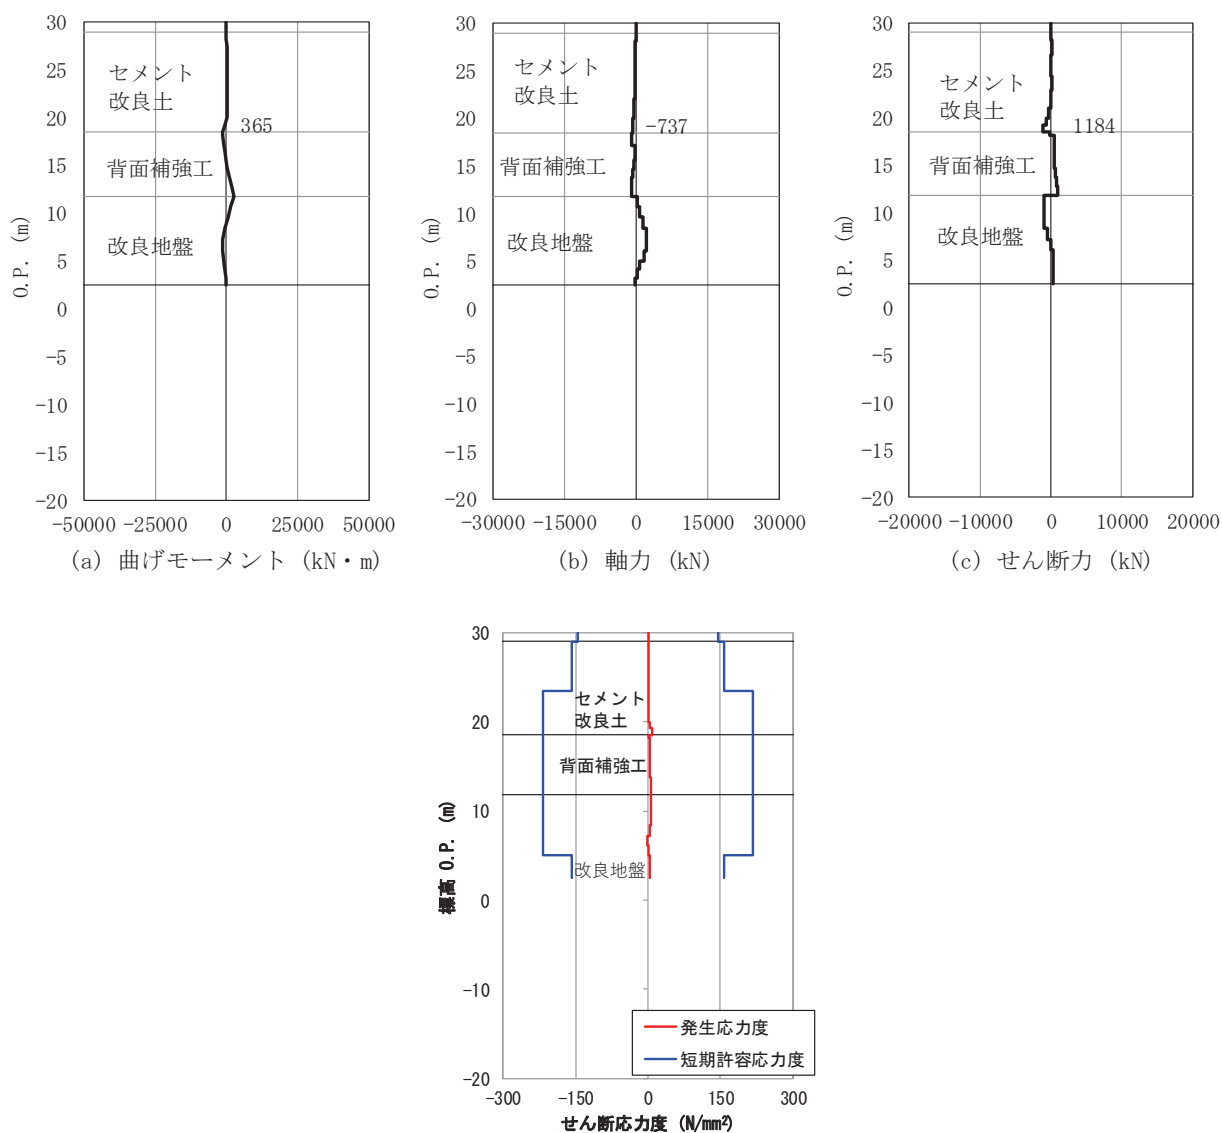 30
25
20
15
10
5
0
-5
-10
-15
-20
O.P. (m)
セメント
改良土
365
背面補強工
改良地盤
-50000 -25000 0 25000 50000
(a) 曲げモーメント (kN・m)
30
25
20
15
10
5
0
-5
-10
-15
-20
O.P. (m)
セメント
改良土
-737
背面補強工
改良地盤
-30000 -15000 0 15000 30000
(b) 軸力 (kN)
30
25
20
15
10
5
0
-5
-10
-15
-20
O.P. (m)
セメント
改良土
1184
背面補強工
改良地盤
-20000 -10000 0 10000 20000
(c) せん断力 (kN)
30
20
10
0
-10
-20
標高 O.P. (m)
セメント
改良土
背面補強工
改良地盤
発生応力度
短期許容応力度
-300 -150 0 150 300
せん断応力度 (N/mm²)